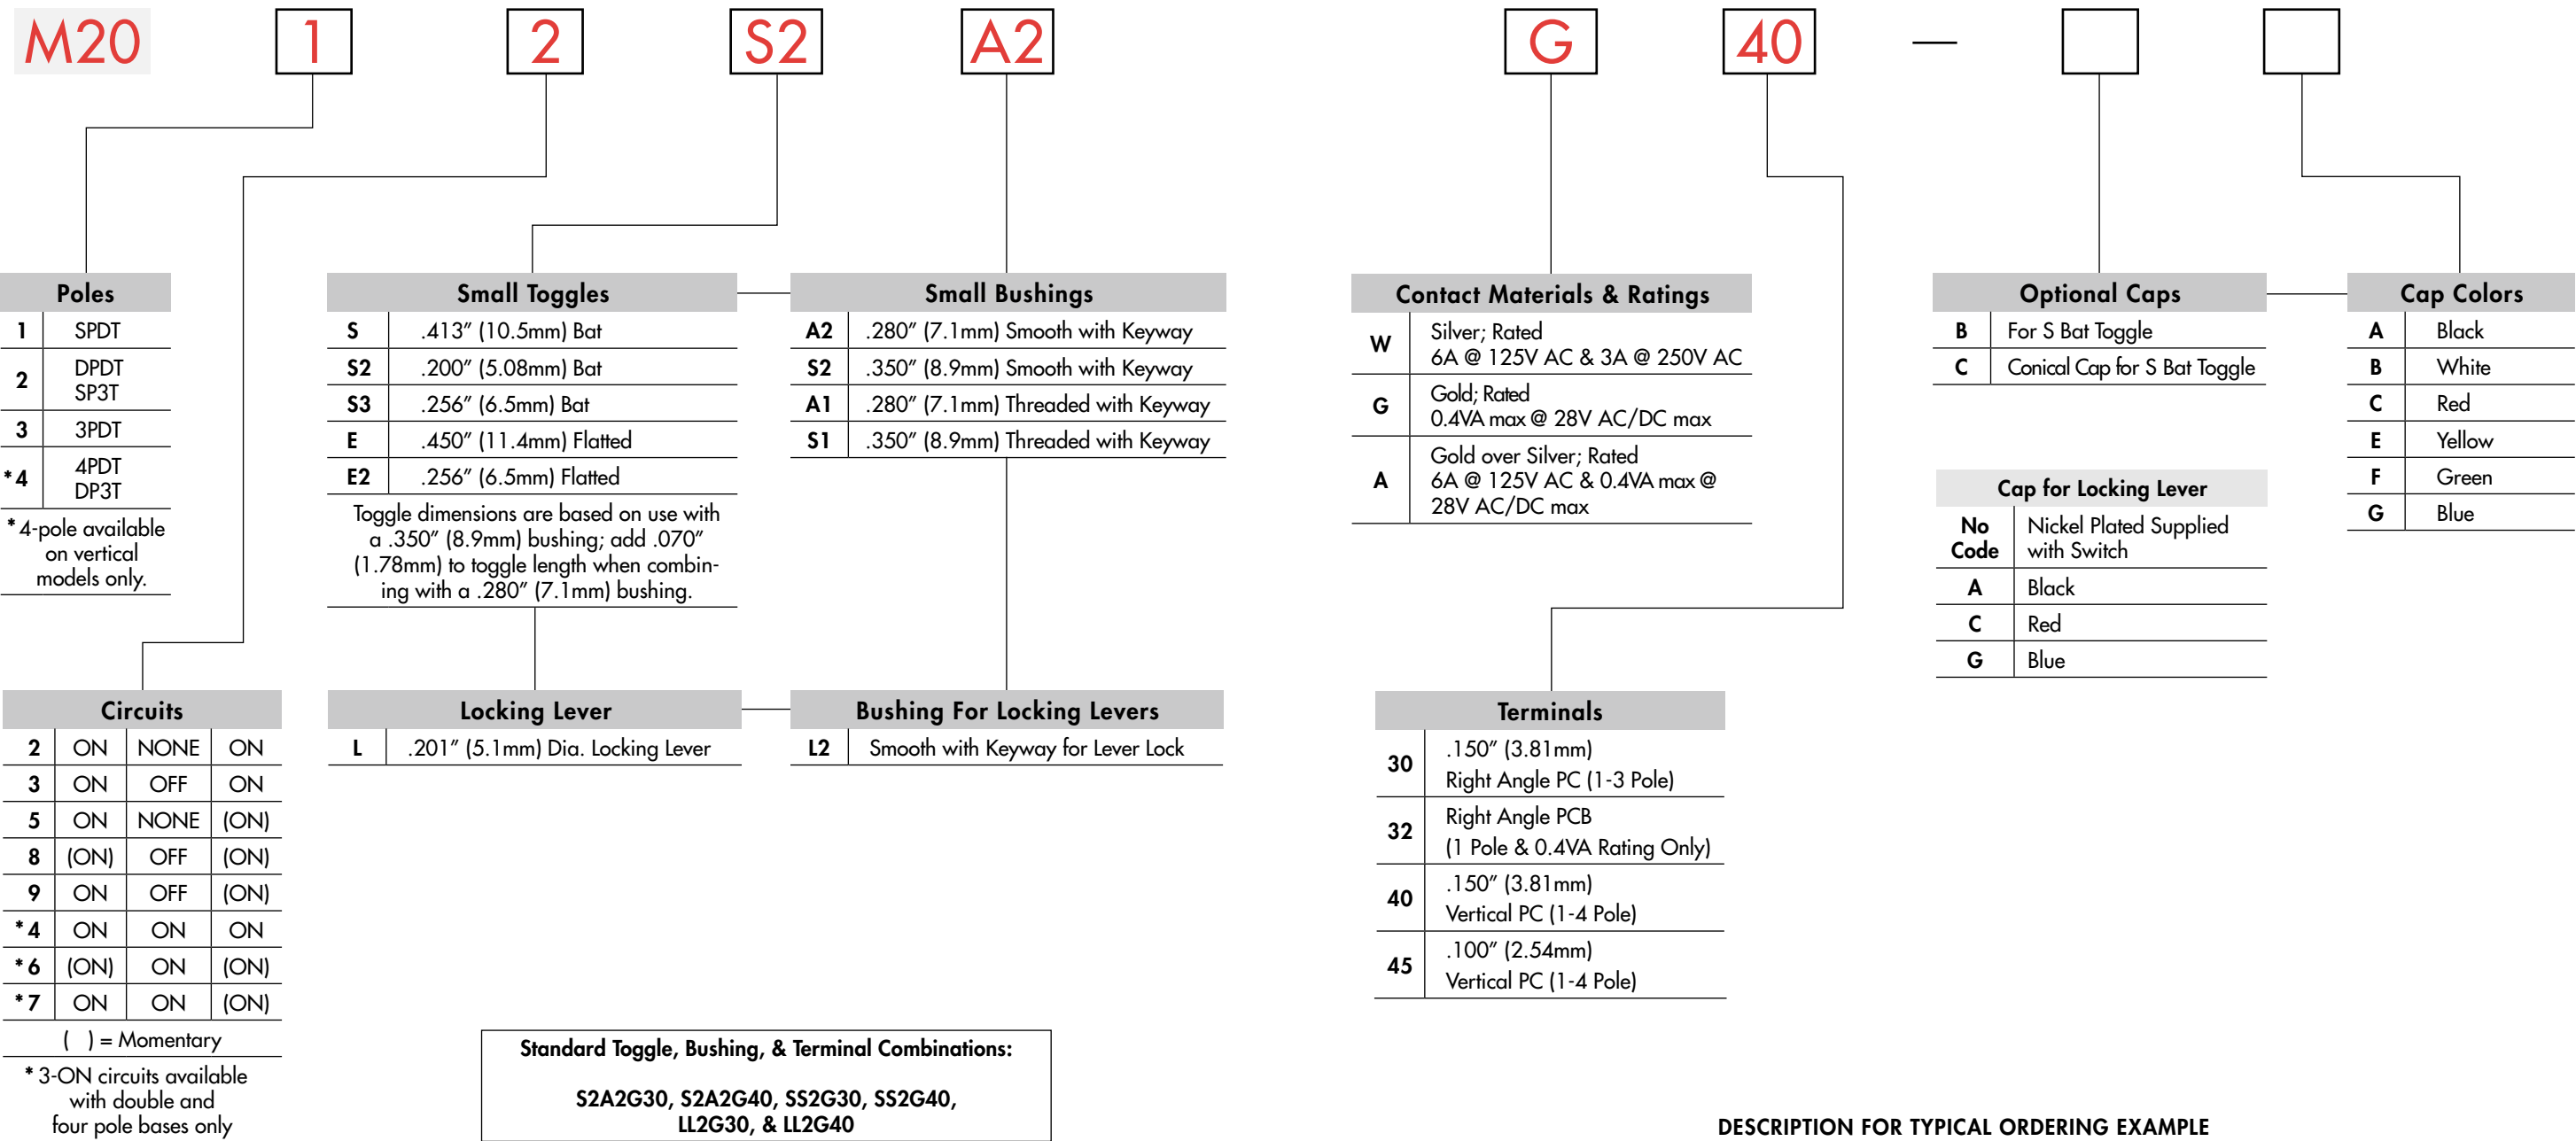 M20 1 2 S2 A2 G 40 —
Poles
1 SPDT
2 DPDT
SP3T
3 3PDT
*4 4PDT
DP3T
* 4-pole available
on vertical
models only.
Small Toggles
S .413" (10.5mm) Bat
S2 .200" (5.08mm) Bat
S3 .256" (6.5mm) Bat
E .450" (11.4mm) Flatted
E2 .256" (6.5mm) Flatted
Toggle dimensions are based on use with
a .350" (8.9mm) bushing; add .070"
(1.78mm) to toggle length when combin-
ing with a .280" (7.1mm) bushing.
Small Bushings
A2 .280" (7.1mm) Smooth with Keyway
S2 .350" (8.9mm) Smooth with Keyway
A1 .280" (7.1mm) Threaded with Keyway
S1 .350" (8.9mm) Threaded with Keyway
Contact Materials & Ratings
W Silver; Rated
6A @ 125V AC & 3A @ 250V AC
G Gold; Rated
0.4VA max @ 28V AC/DC max
A Gold over Silver; Rated
6A @ 125V AC & 0.4VA max @
28V AC/DC max
Optional Caps
B For S Bat Toggle
C Conical Cap for S Bat Toggle
Cap Colors
A Black
B White
C Red
E Yellow
F Green
G Blue
Cap for Locking Lever
No Code Nickel Plated Supplied
with Switch
A Black
C Red
G Blue
Circuits
2 ON NONE ON
3 ON OFF ON
5 ON NONE (ON)
8 (ON) OFF (ON)
9 ON OFF (ON)
*4 ON ON ON
*6 (ON) ON (ON)
*7 ON ON (ON)
( ) = Momentary
* 3-ON circuits available
with double and
four pole bases only
Locking Lever
L .201" (5.1mm) Dia. Locking Lever
Bushing For Locking Levers
L2 Smooth with Keyway for Lever Lock
Terminals
30 .150" (3.81mm)
Right Angle PC (1-3 Pole)
32 Right Angle PCB
(1 Pole & 0.4VA Rating Only)
40 .150" (3.81mm)
Vertical PC (1-4 Pole)
45 .100" (2.54mm)
Vertical PC (1-4 Pole)
Standard Toggle, Bushing, & Terminal Combinations:
S2A2G30, S2A2G40, SS2G30, SS2G40,
LL2G30, & LL2G40
DESCRIPTION FOR TYPICAL ORDERING EXAMPLE